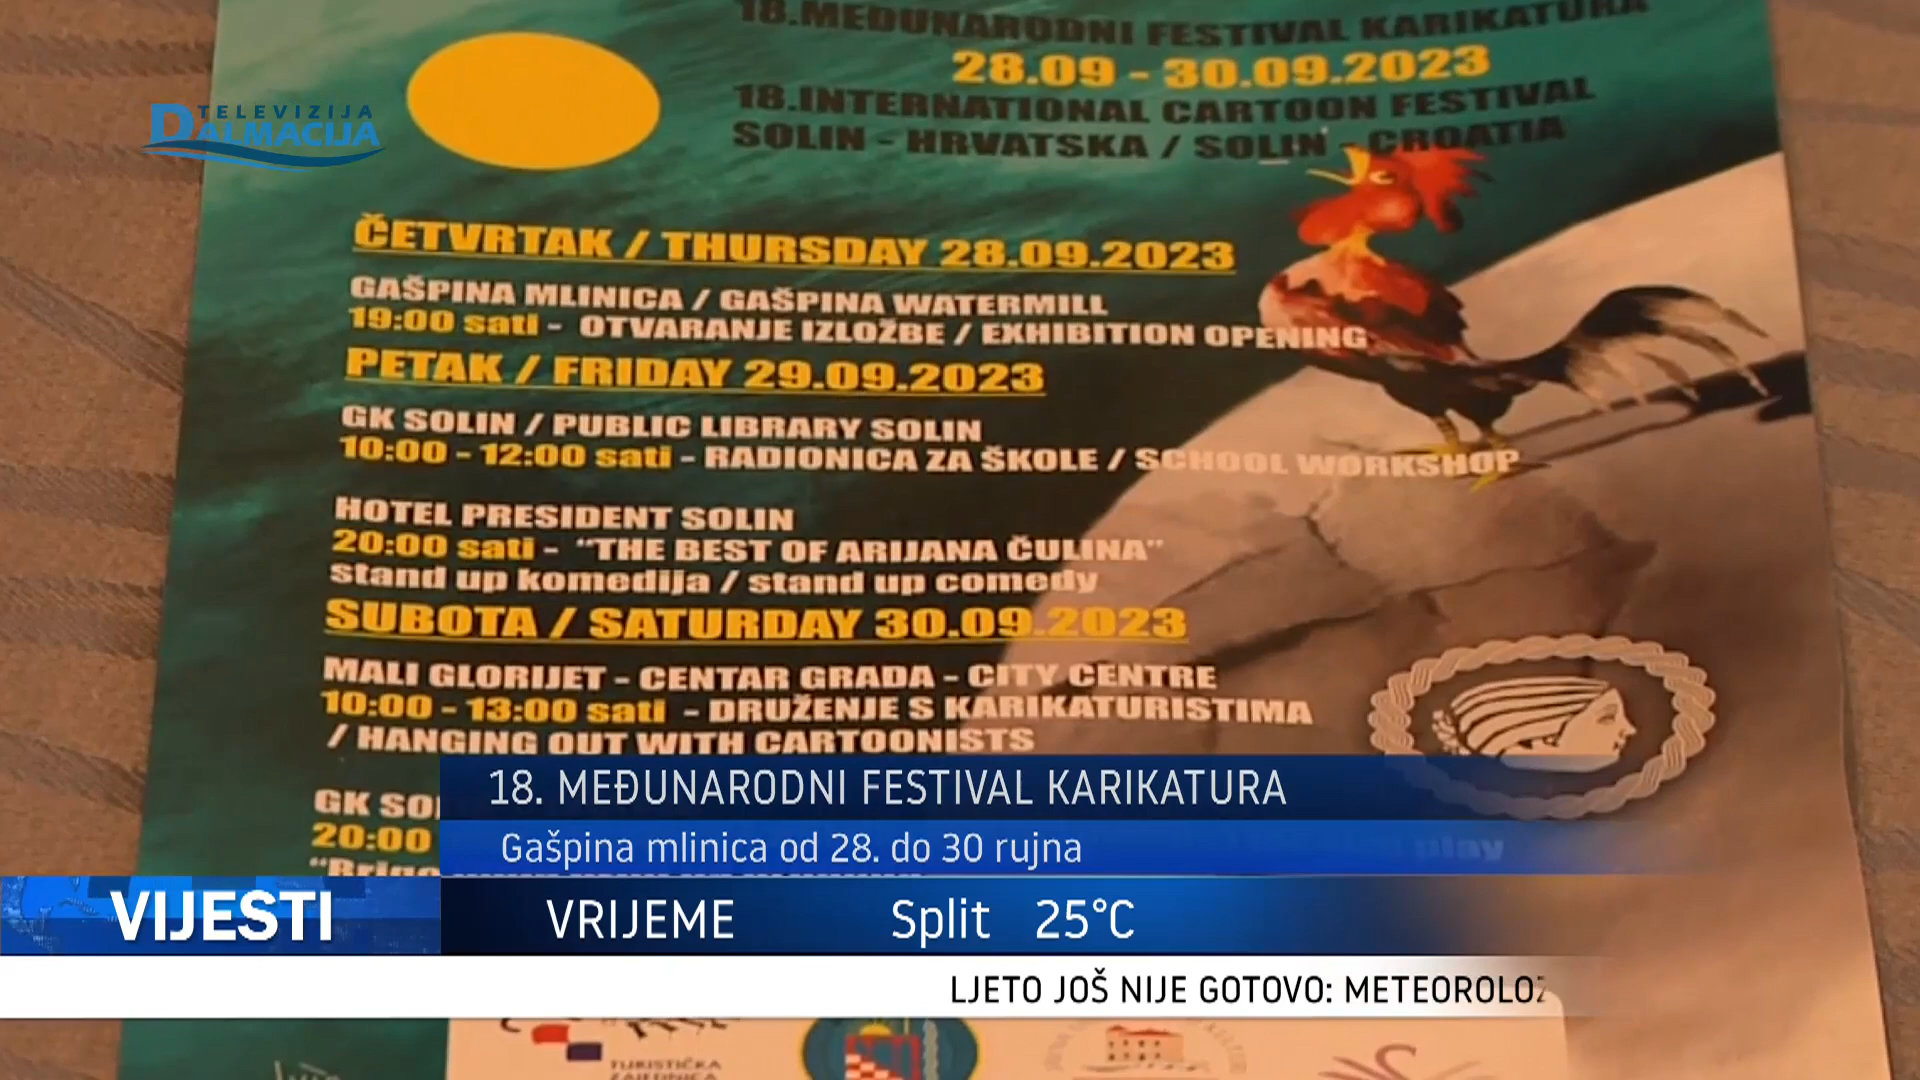 18.MEĐUNARODNI FESTIVAL KARIKATURA
28.09 - 30.09.2023
18.INTERNATIONAL CARTOON FESTIVAL
SOLIN - HRVATSKA / SOLIN - CROATIA
TELEVIZIJA
DALMACIJA
ČETVRTAK / THURSDAY 28.09.2023
GAŠPINA MLINICA / GAŠPINA WATERMILL
19:00 sati - OTVARANJE IZLOŽBE / EXHIBITION OPENING
PETAK / FRIDAY 29.09.2023
GK SOLIN / PUBLIC LIBRARY SOLIN
10:00 - 12:00 sati - RADIONICA ZA ŠKOLE / SCHOOL WORKSHOP
HOTEL PRESIDENT SOLIN
20:00 sati - "THE BEST OF ARIJANA ČULINA"
stand up komedija / stand up comedy
SUBOTA / SATURDAY 30.09.2023
MALI GLORIJET - CENTAR GRADA - CITY CENTRE
10:00 - 13:00 sati - DRUŽENJE S KARIKATURISTIMA
/ HANGING OUT WITH CARTOONISTS
GK SO
20:00
play
18. MEĐUNARODNI FESTIVAL KARIKATURA
Gašpina mlinica od 28. do 30 rujna
VIJESTI
VRIJEME Split 25°C
LJETO JOŠ NIJE GOTOVO: METEOROLOZ
TURISTIČKA
ZAJEDNICA